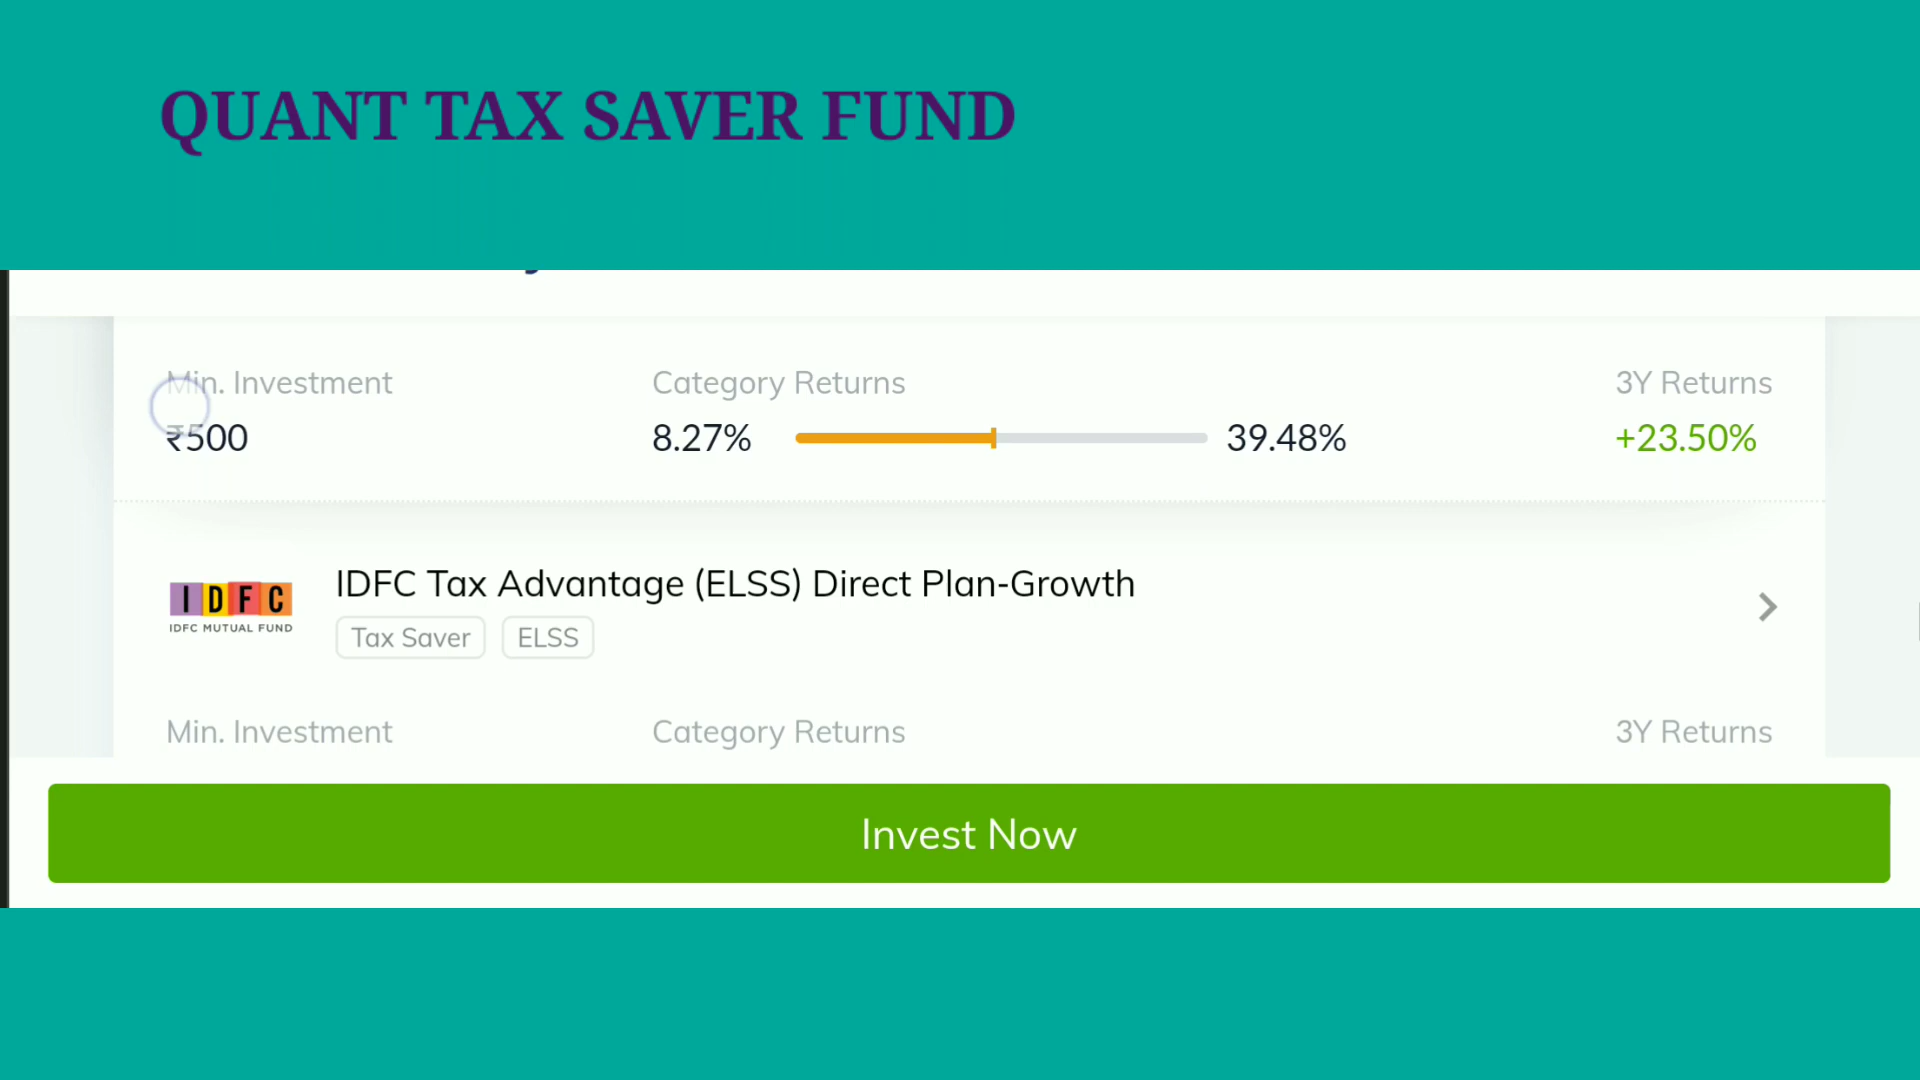 QUANT TAX SAVER FUND
Min. Investment Category Returns 3Y Returns
₹500 8.27% 39.48% +23.50%
IDFC IDFC Tax Advantage (ELSS) Direct Plan-Growth
IDFC MUTUAL FUND Tax Saver ELSS
Min. Investment Category Returns 3Y Returns
Invest Now